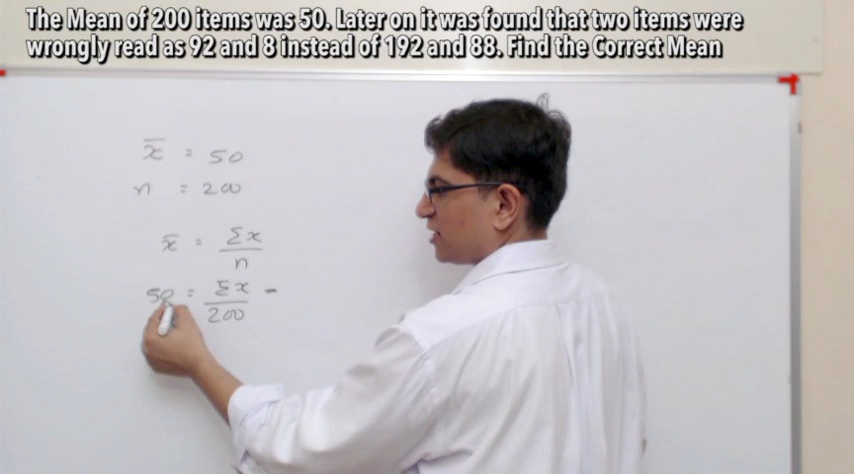 The Mean of 200 items was 50. Later on it was found that two items were
wrongly read as 92 and 8 instead of 192 and 88. Find the Correct Mean
x̄ = 50
n = 200
x̄ = Σx / n
50 = Σx / 200 -